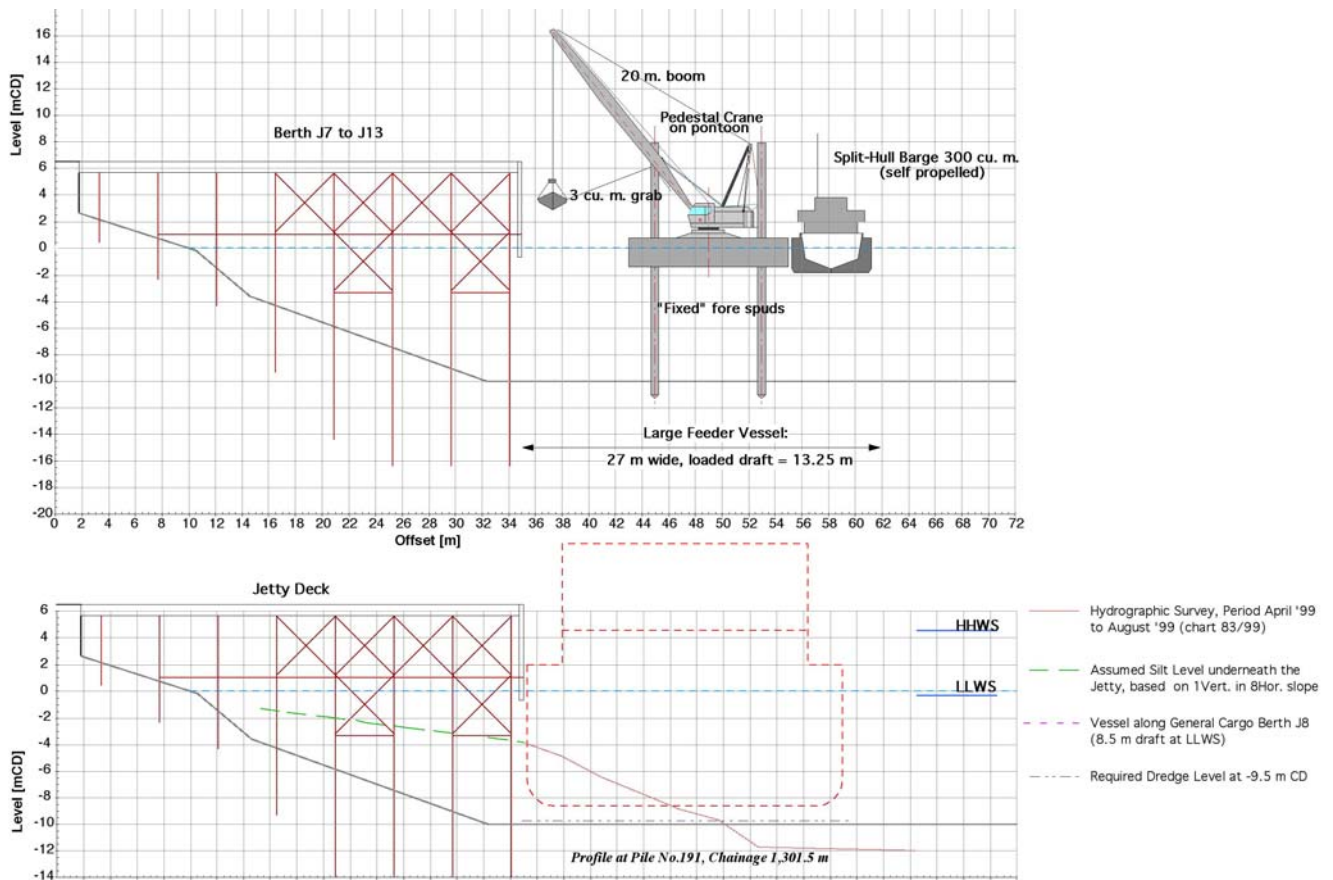 Level [mCD]
16
14
12
10
8
6
4
2
0
-2
-4
-6
-8
-10
-12
-14
-16
-18
-20
Berth J7 to J13
20 m. boom
Pedestal Crane
on pontoon
Split-Hull Barge 300 cu. m.
(self propelled)
3 cu. m. grab
"Fixed" fore spuds
Large Feeder Vessel:
27 m wide, loaded draft = 13.25 m
0 2 4 6 8 10 12 14 16 18 20 22 24 26 28 30 32 34 36 38 40 42 44 46 48 50 52 54 56 58 60 62 64 66 68 70 72
Offset [m]
Jetty Deck
Level [mCD]
6
4
2
0
-2
-4
-6
-8
-10
-12
-14
HHWS
LLWS
Profile at Pile No.191, Chainage 1,301.5 m
Hydrographic Survey, Period April '99
to August '99 (chart 83/99)
Assumed Silt Level underneath the
Jetty, based on 1Vert. in 8Hor. slope
Vessel along General Cargo Berth J8
(8.5 m draft at LLWS)
Required Dredge Level at -9.5 m CD